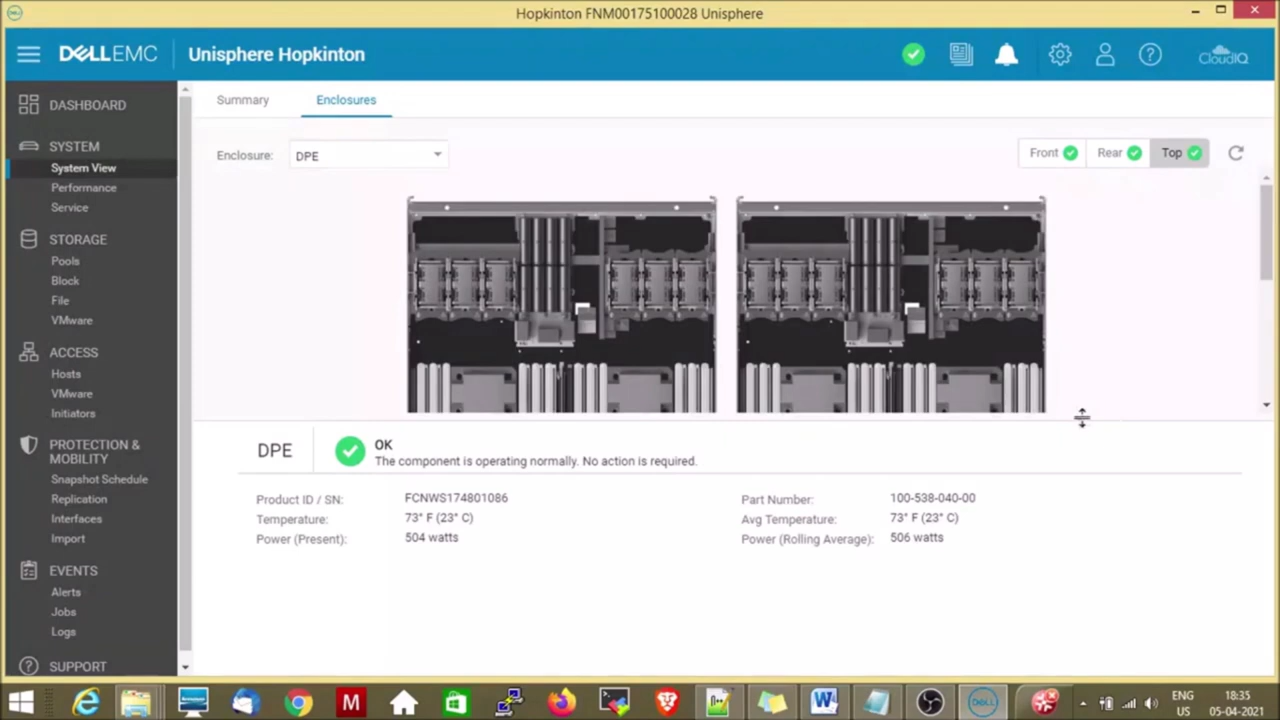 Hopkinton FNM00175100028 Unisphere
DELLEMC
Unisphere Hopkinton
CloudIQ
DASHBOARD
SYSTEM
System View
Performance
Service
STORAGE
Pools
Block
File
VMware
ACCESS
Hosts
VMware
Initiators
PROTECTION &
MOBILITY
Snapshot Schedule
Replication
Interfaces
Import
EVENTS
Alerts
Jobs
Logs
SUPPORT
Summary
Enclosures
Enclosure:
DPE
Front
Rear
Top
DPE
OK
The component is operating normally. No action is required.
Product ID / SN:
FCNWS174801086
Part Number:
100-538-040-00
Temperature:
73° F (23° C)
Avg Temperature:
73° F (23° C)
Power (Present):
504 watts
Power (Rolling Average):
506 watts
ENG
US
18:35
05-04-2021